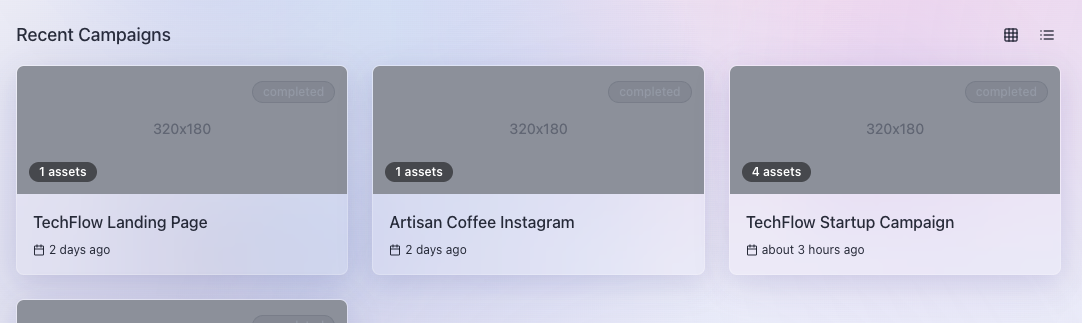 Recent Campaigns
completed
320x180
1 assets
TechFlow Landing Page
2 days ago
completed
320x180
1 assets
Artisan Coffee Instagram
2 days ago
completed
320x180
4 assets
TechFlow Startup Campaign
about 3 hours ago